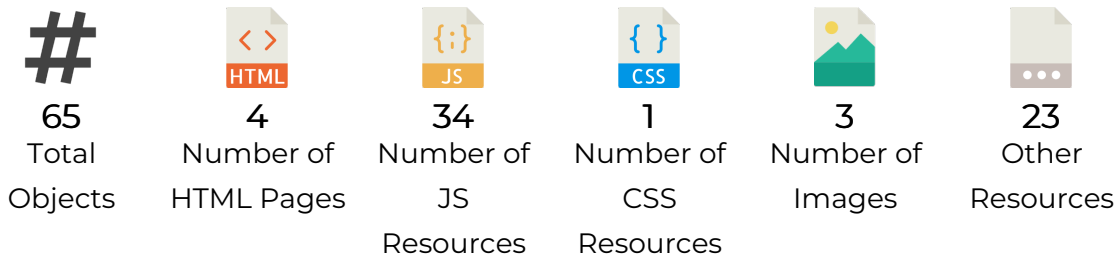 #
< >
HTML
{;}
JS
{ }
CSS
65
Total
Objects
4
Number of
HTML Pages
34
Number of
JS
Resources
1
Number of
CSS
Resources
3
Number of
Images
23
Other
Resources